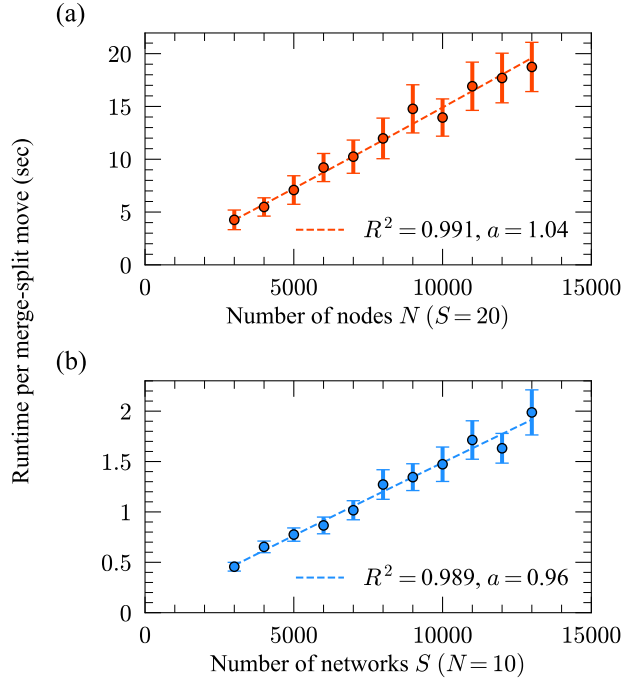 (a)
20
15
10
5
0
R² = 0.991, a = 1.04
0 5000 10000 15000
Number of nodes N (S = 20)
Runtime per merge-split move (sec)
(b)
2
1.5
1
0.5
0
R² = 0.989, a = 0.96
0 5000 10000 15000
Number of networks S (N = 10)